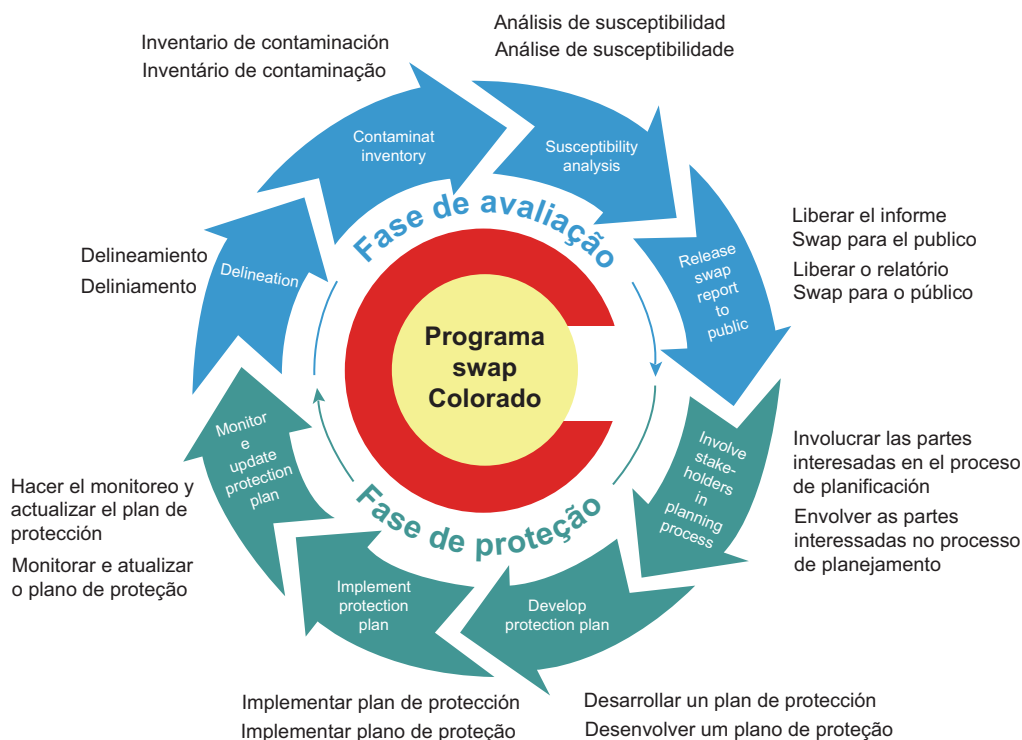 Inventario de contaminación
Inventário de contaminação
Análisis de susceptibilidad
Análise de susceptibilidade
Contaminat
inventory
Susceptibility
analysis
Fase de avaliação
Delineamiento
Deliniamento
Delineation
Release
swap
report
to
public
Liberar el informe
Swap para el publico
Liberar o relatório
Swap para o público
Programa
swap
Colorado
Monitor
e
update
protection
plan
Involve
stake-
holders
in
planning
process
Involucrar las partes
interesadas en el proceso
de planificación
Envolver as partes
interessadas no processo
de planejamento
Hacer el monitoreo y
actualizar el plan de
protección
Monitorar e atualizar
o plano de proteção
Fase de proteção
Implement
protection
plan
Develop
protection plan
Implementar plan de protección
Implementar plano de proteção
Desarrollar un plan de protección
Desenvolver um plano de proteção